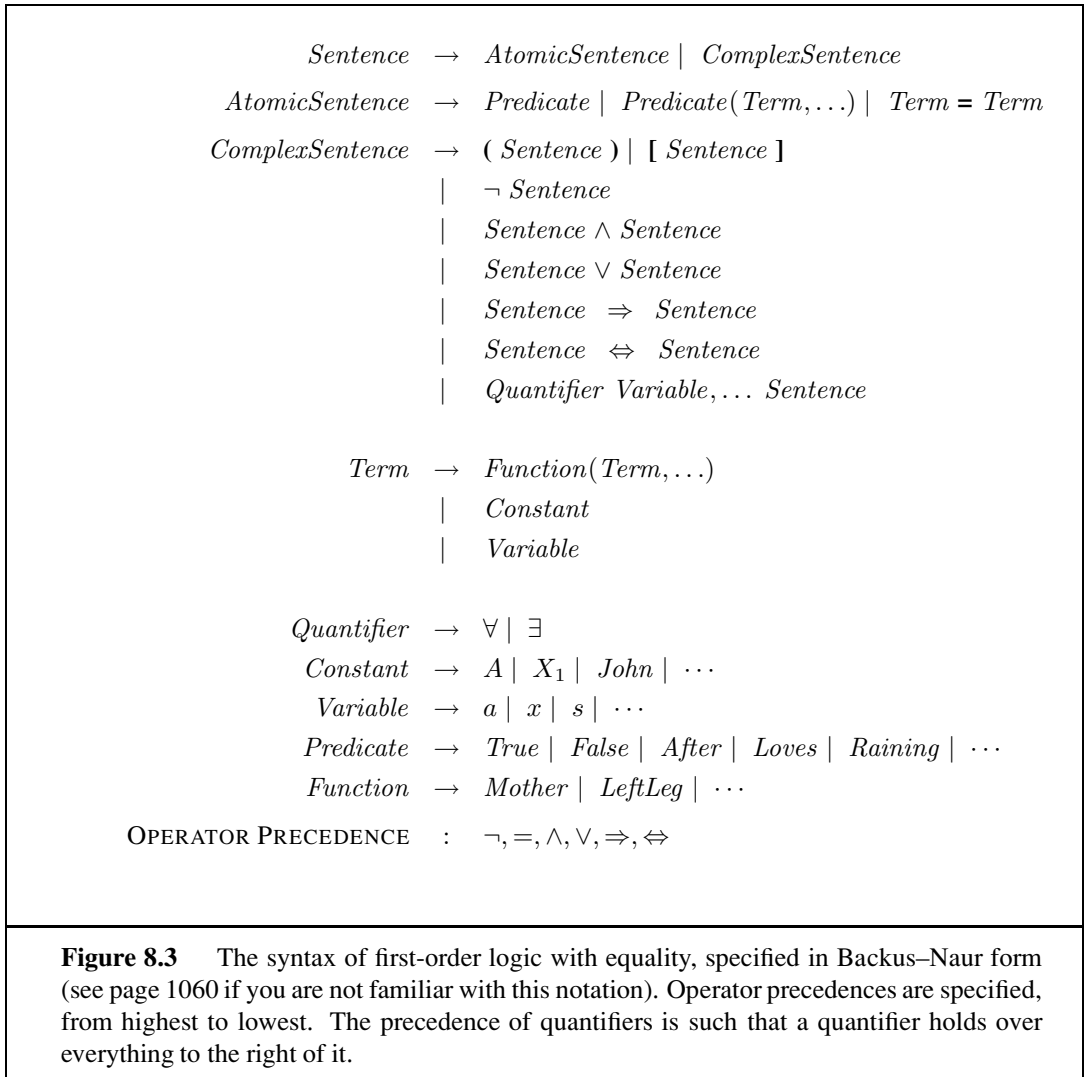 Sentence → AtomicSentence | ComplexSentence
AtomicSentence → Predicate | Predicate(Term,...) | Term = Term
ComplexSentence → ( Sentence ) | [ Sentence ]
| ¬ Sentence
| Sentence ∧ Sentence
| Sentence ∨ Sentence
| Sentence ⇒ Sentence
| Sentence ⇔ Sentence
| Quantifier Variable,... Sentence
Term → Function(Term,...)
| Constant
| Variable
Quantifier → ∀ | ∃
Constant → A | X₁ | John | ···
Variable → a | x | s | ···
Predicate → True | False | After | Loves | Raining | ···
Function → Mother | LeftLeg | ···
OPERATOR PRECEDENCE : ¬, =, ∧, ∨, ⇒, ⇔
Figure 8.3 The syntax of first-order logic with equality, specified in Backus–Naur form
(see page 1060 if you are not familiar with this notation). Operator precedences are specified,
from highest to lowest. The precedence of quantifiers is such that a quantifier holds over
everything to the right of it.